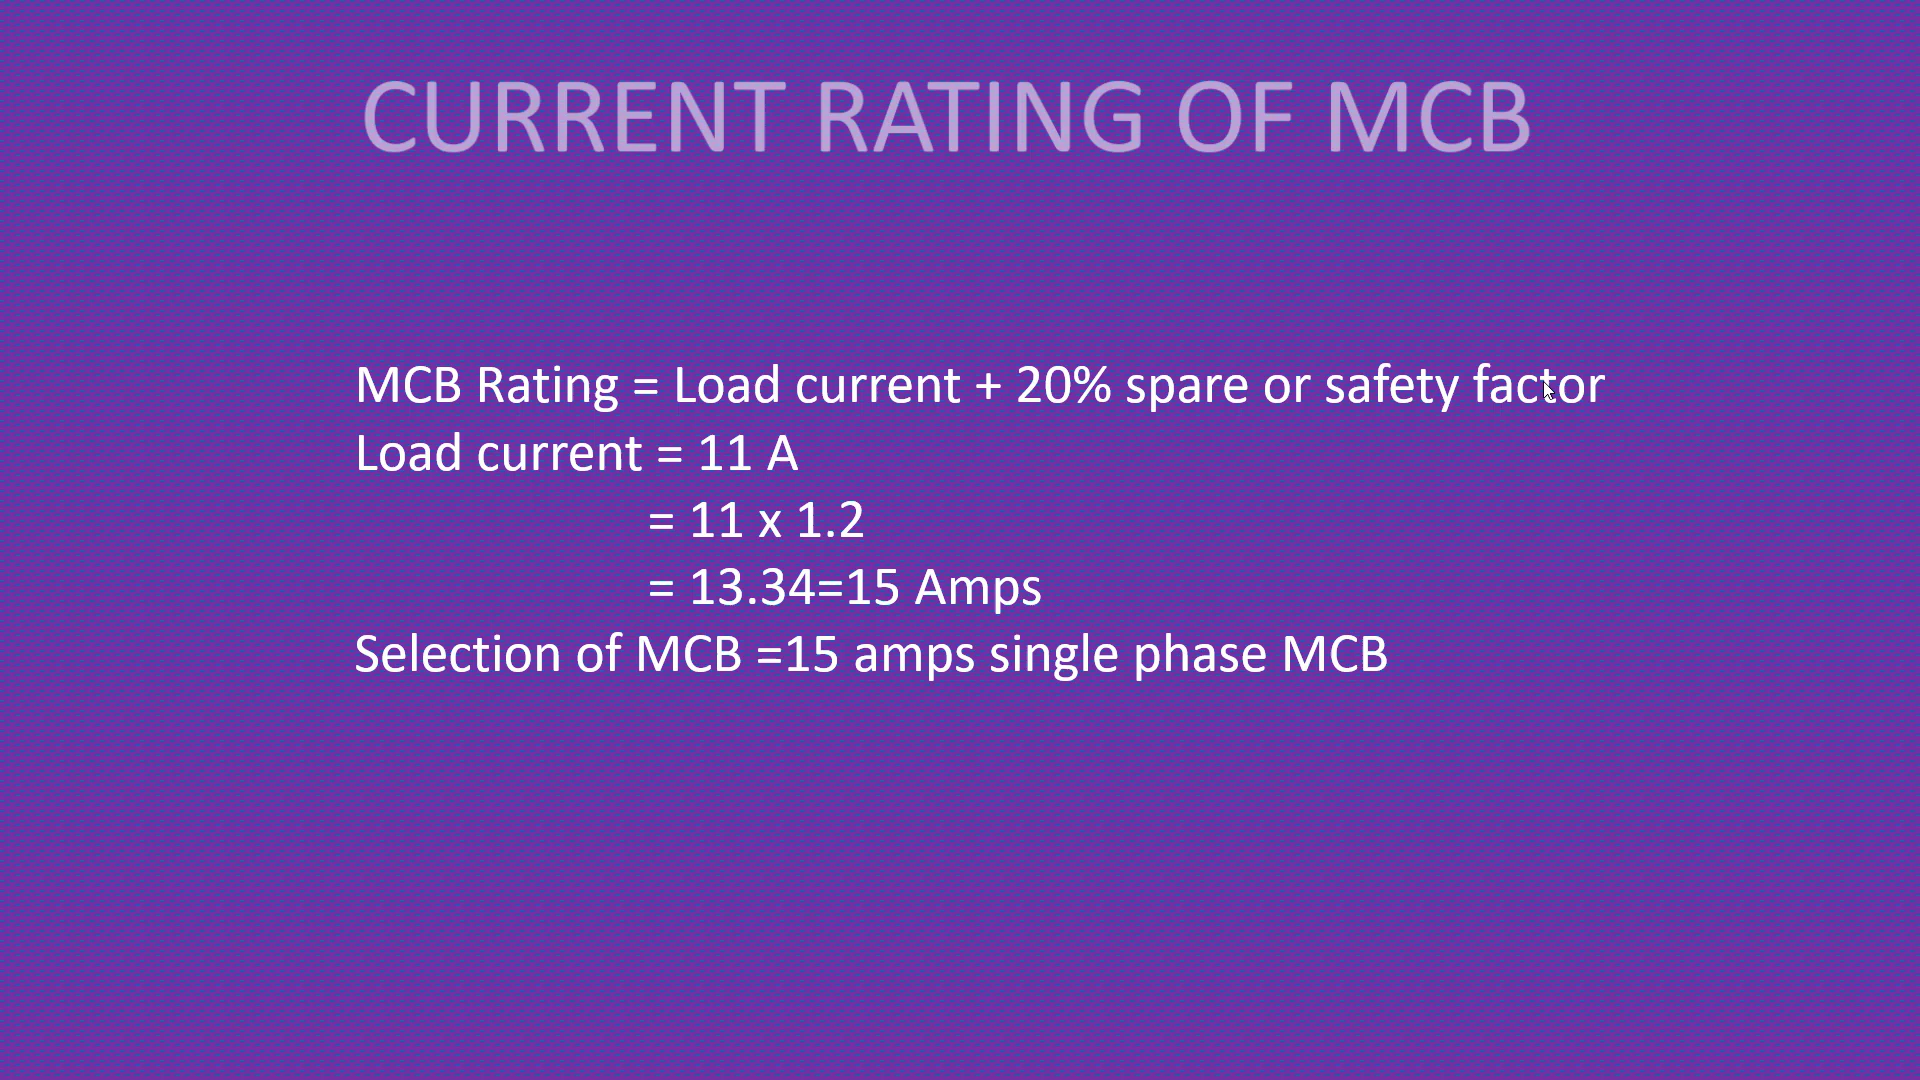 CURRENT RATING OF MCB
MCB Rating = Load current + 20% spare or safety factor
Load current = 11 A
= 11 x 1.2
= 13.34=15 Amps
Selection of MCB =15 amps single phase MCB